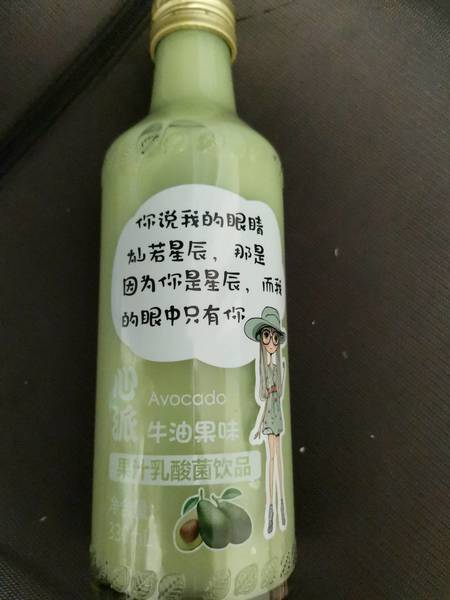 你说我的眼睛
灿若星辰，那是
因为你是星辰，而我
的眼中只有你
心派
Avocado
牛油果味
果汁乳酸菌饮品